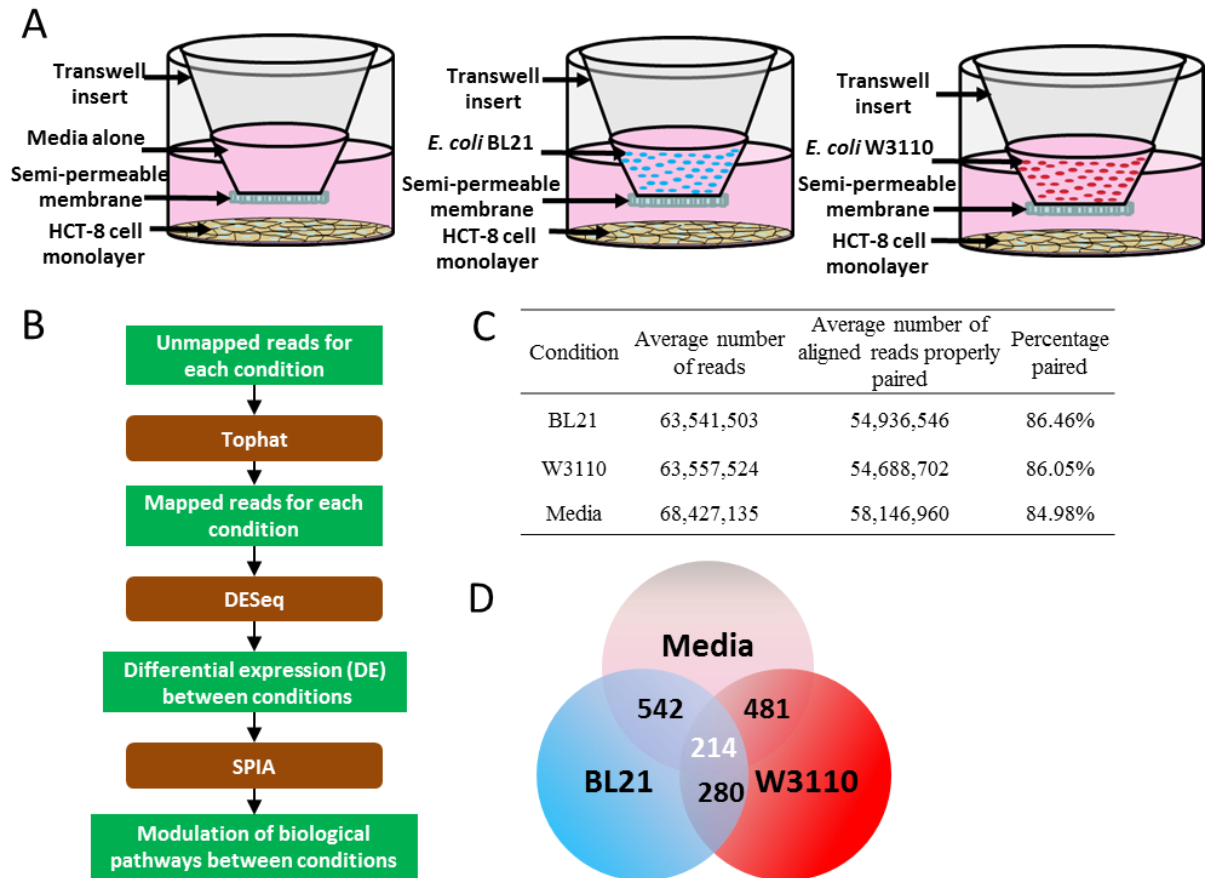 A
Transwell
insert
Media alone
Semi-permeable
membrane
HCT-8 cell
monolayer
Transwell
insert
E. coli BL21
Semi-permeable
membrane
HCT-8 cell
monolayer
Transwell
insert
E. coli W3110
Semi-permeable
membrane
HCT-8 cell
monolayer
B
Unmapped reads for
each condition
Tophat
Mapped reads for each
condition
DESeq
Differential expression (DE)
between conditions
SPIA
Modulation of biological
pathways between conditions
C
Condition
Average number
of reads
Average number of
aligned reads properly
paired
Percentage
paired
BL21 63,541,503 54,936,546 86.46%
W3110 63,557,524 54,688,702 86.05%
Media 68,427,135 58,146,960 84.98%
D
Media
542 481
214
BL21 280 W3110